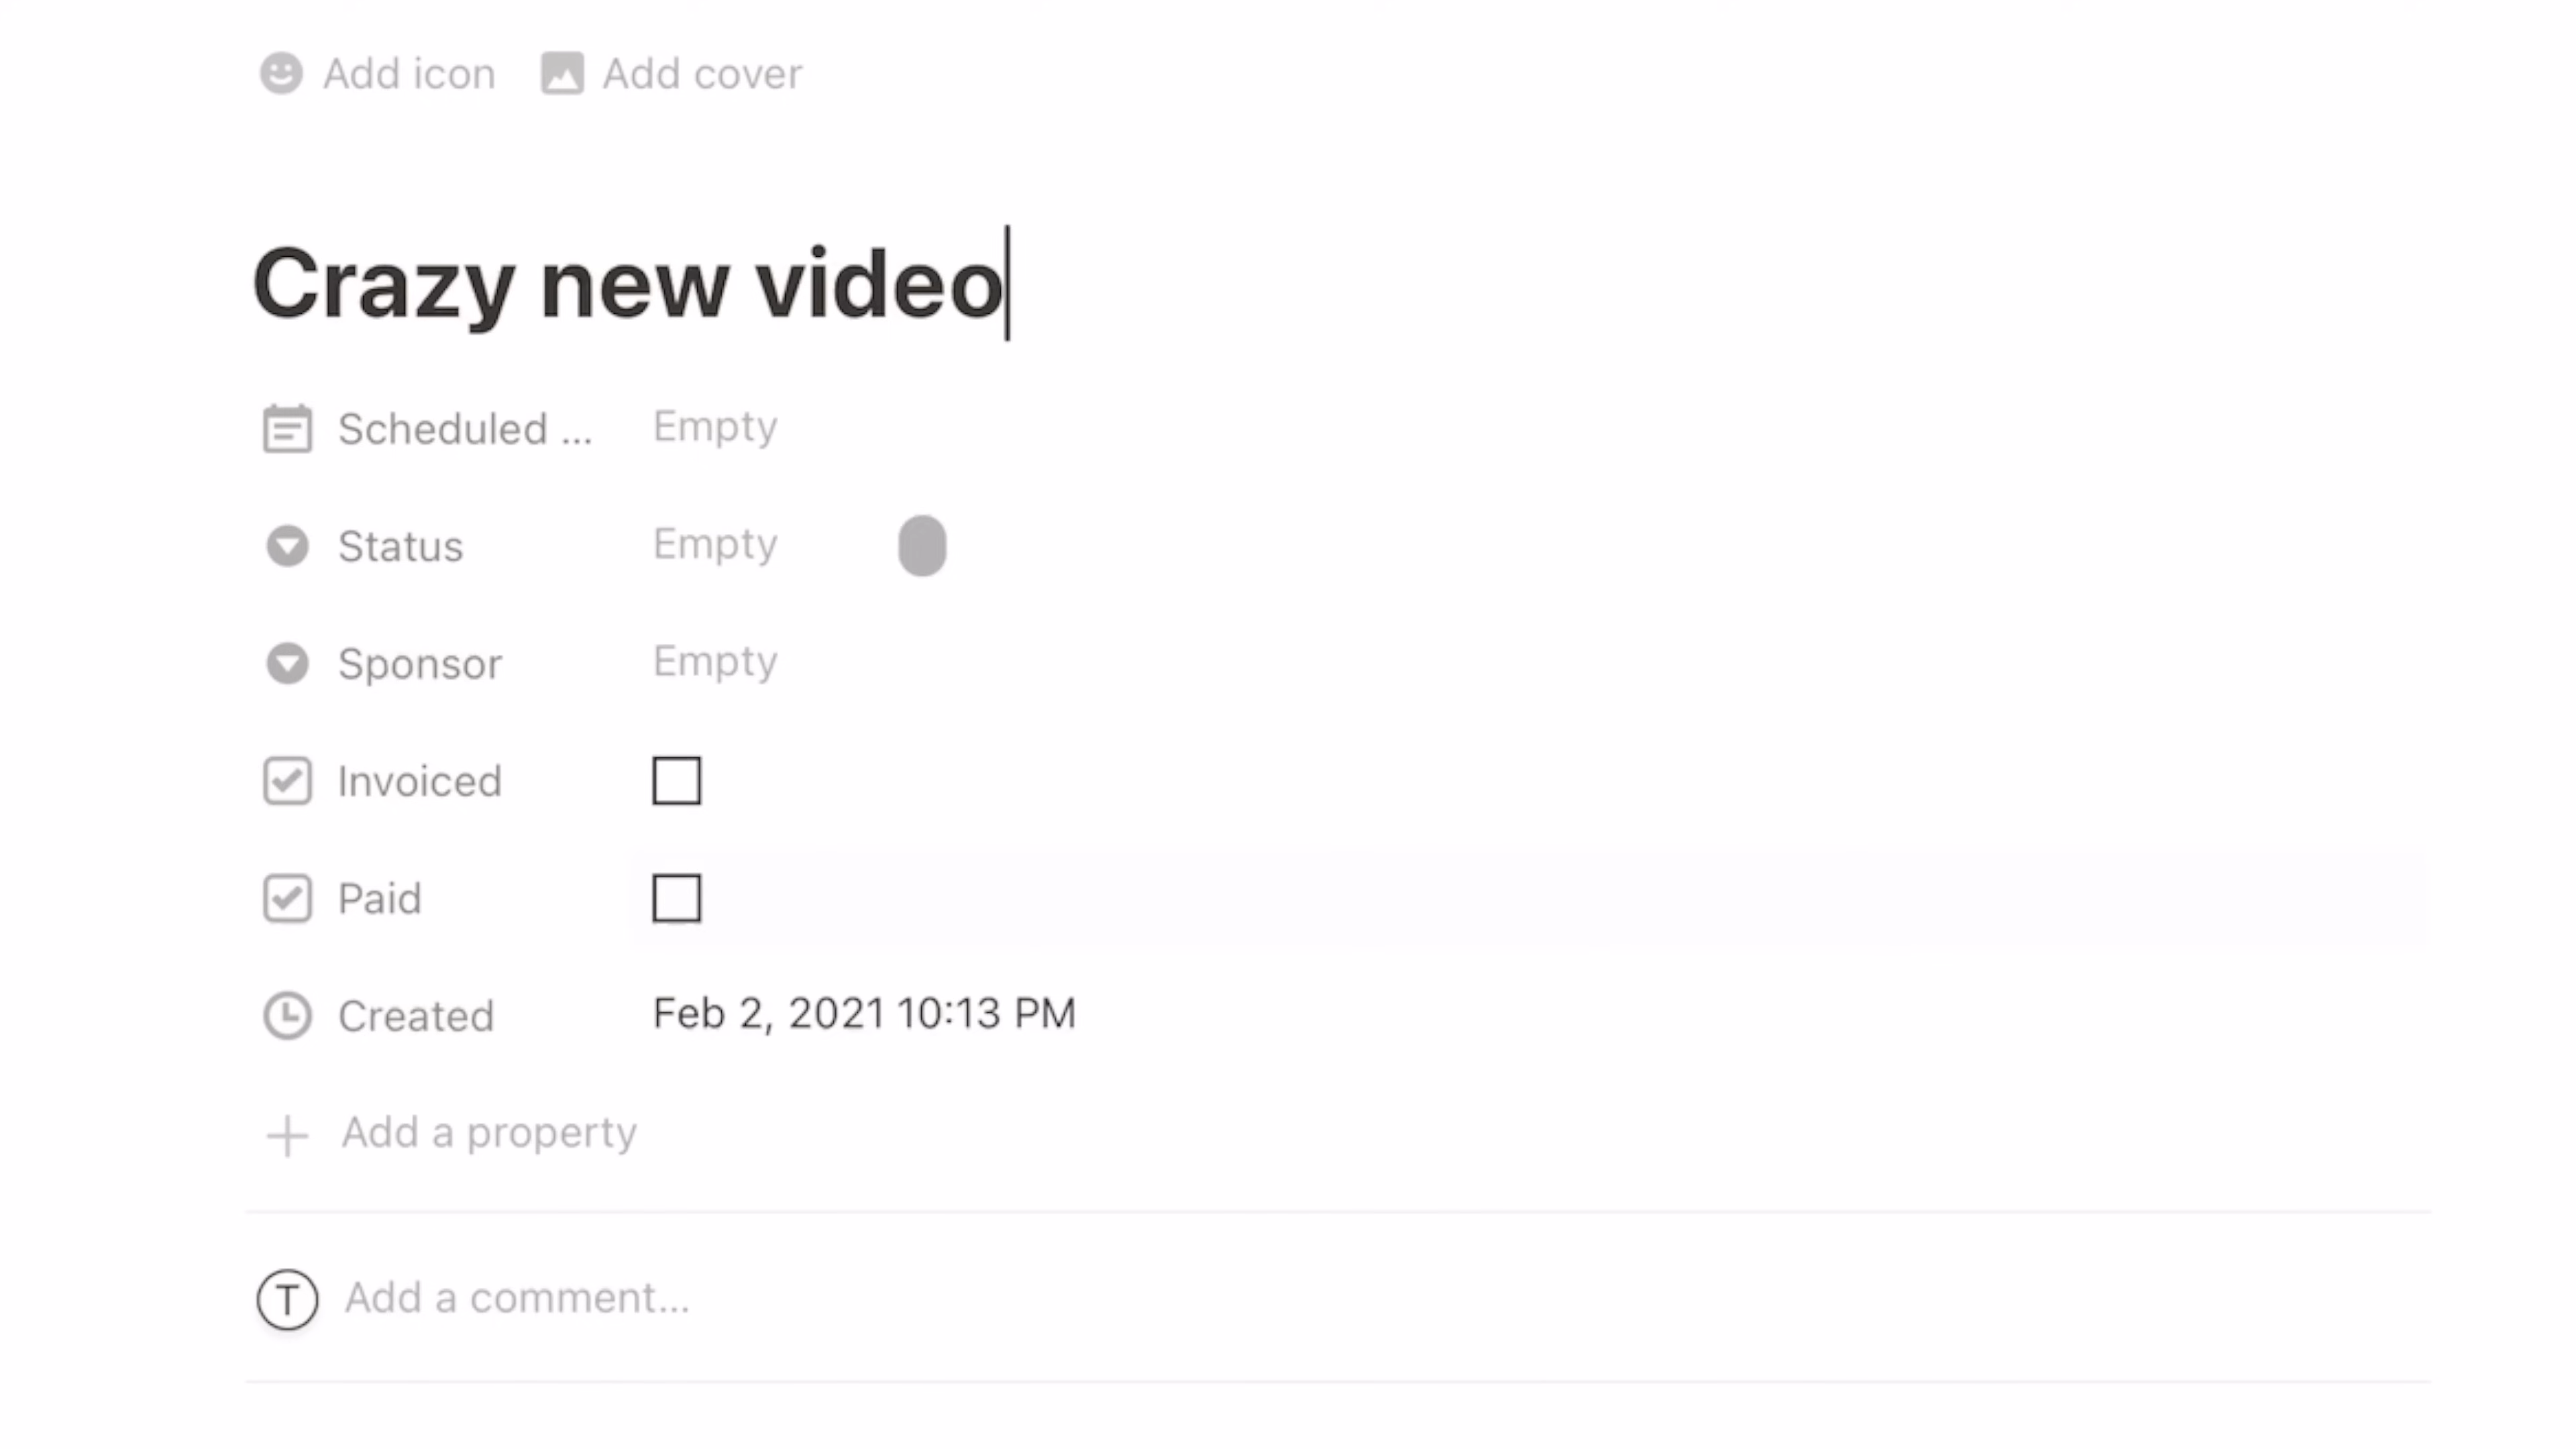 Add icon Add cover
Crazy new video
Scheduled ... Empty
Status Empty
Sponsor Empty
Invoiced
Paid
Created Feb 2, 2021 10:13 PM
Add a property
T Add a comment...